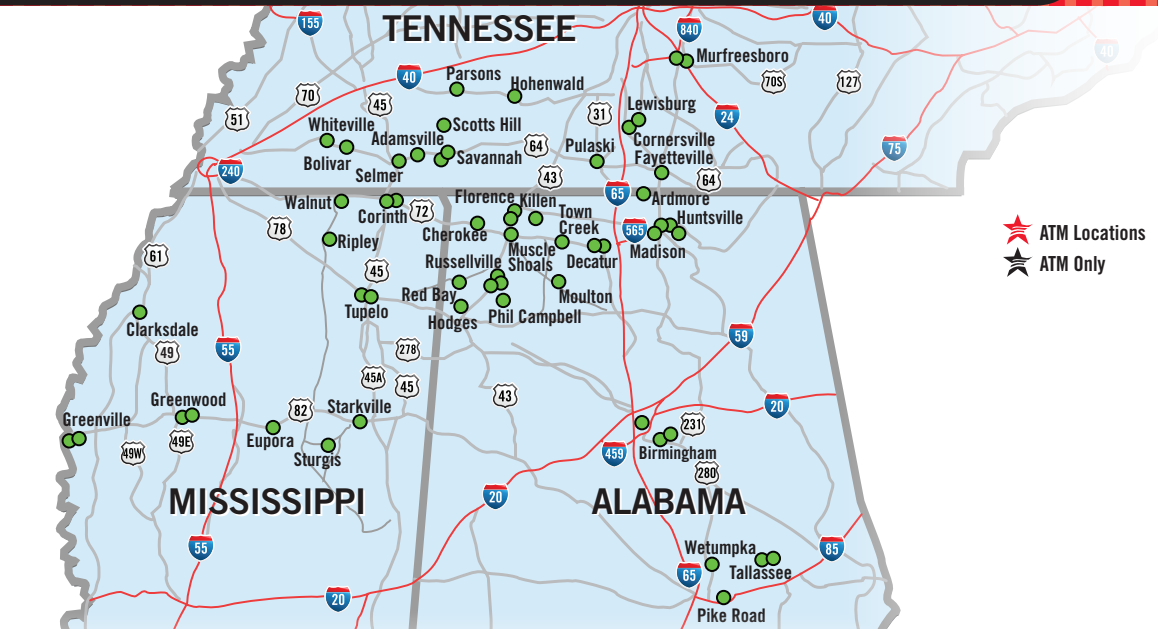 155
TENNESSEE
40
840
40
Murfreesboro
40
40
Parsons
Hohenwald
70S
127
70
45
51
31
Lewisburg
24
Whiteville
Adamsville
Scotts Hill
Cornersville
64
Pulaski
75
Bolivar
Selmer
Savannah
Fayetteville
240
43
64
65
Walnut
Corinth
72
Florence
Killen
Ardmore
Town
Creek
Huntsville
78
Ripley
Cherokee
565
Muscle
Shoals
Decatur
Madison
ATM Locations
ATM Only
61
45
Russellville
Tupelo
Red Bay
Moulton
Hodges
Phil Campbell
Clarksdale
49
55
278
59
45A
45
43
20
Greenwood
82
Starkville
Greenville
49W
49E
Eupora
Sturgis
231
459
Birmingham
280
MISSISSIPPI
20
ALABAMA
55
Wetumpka
85
65
Tallassee
20
Pike Road